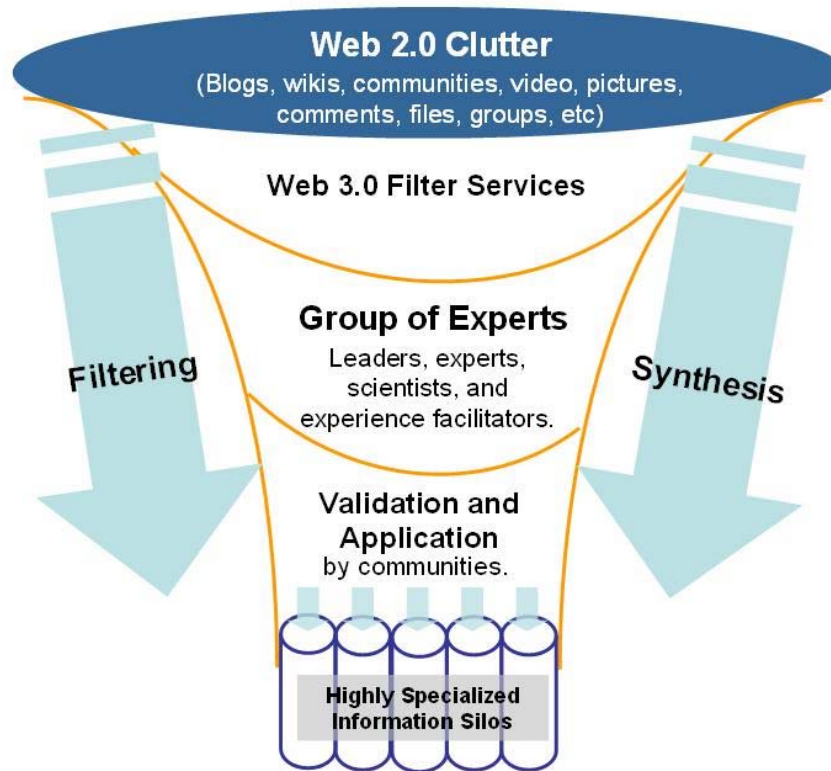 Web 2.0 Clutter
(Blogs, wikis, communities, video, pictures,
comments, files, groups, etc)
Web 3.0 Filter Services
Group of Experts
Leaders, experts,
scientists, and
experience facilitators.
Filtering
Synthesis
Validation and
Application
by communities.
Highly Specialized
Information Silos